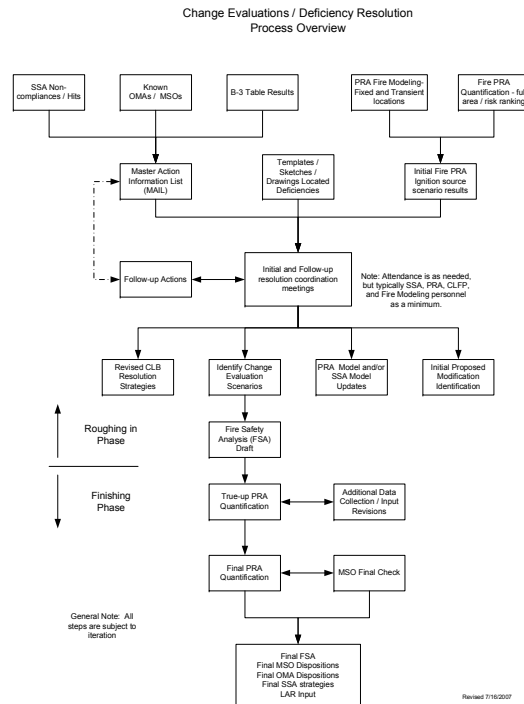 Change Evaluations / Deficiency Resolution
Process Overview
SSA Non-
compliances / Hits
Known
OMAs / MSOs
B-3 Table Results
PRA Fire Modeling-
Fixed and Transient
locations
Fire PRA
Quantification - full
area / risk ranking
Master Action
Information List
(MAIL)
Templates /
Sketches /
Drawings Located
Deficiencies
Initial Fire PRA
Ignition source
scenario results
Follow-up Actions
Initial and Follow-up
resolution coordination
meetings
Note: Attendance is as needed,
but typically SSA, PRA, CLFP,
and Fire Modeling personnel
as a minimum.
Revised CLB
Resolution
Strategies
Identify Change
Evaluation
Scenarios
PRA Model and/or
SSA Model
Updates
Initial Proposed
Modification
Identification
Roughing in
Phase
Fire Safety
Analysis (FSA)
Draft
Finishing
Phase
True-up PRA
Quantification
Additional Data
Collection / Input
Revisions
Final PRA
Quantification
MSO Final Check
General Note: All
steps are subject to
iteration
Final FSA
Final MSO Dispositions
Final OMA Dispositions
Final SSA strategies
LAR Input
Revised 7/16/2007